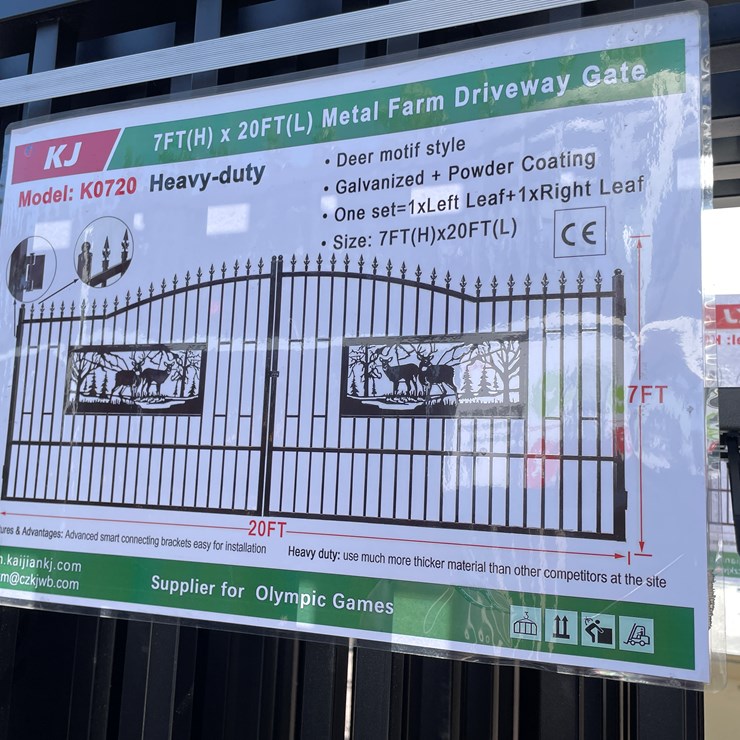 KJ
7FT(H) x 20FT(L) Metal Farm Driveway Gate
Model: K0720 Heavy-duty
• Deer motif style
• Galvanized + Powder Coating
• One set=1xLeft Leaf+1xRight Leaf
• Size: 7FT(H)x20FT(L)
CE
7FT
20FT
ures & Advantages: Advanced smart connecting brackets easy for installation
Heavy duty: use much more thicker material than other competitors at the site
n.kaijiankj.com
m@czkjwb.com
Supplier for Olympic Games